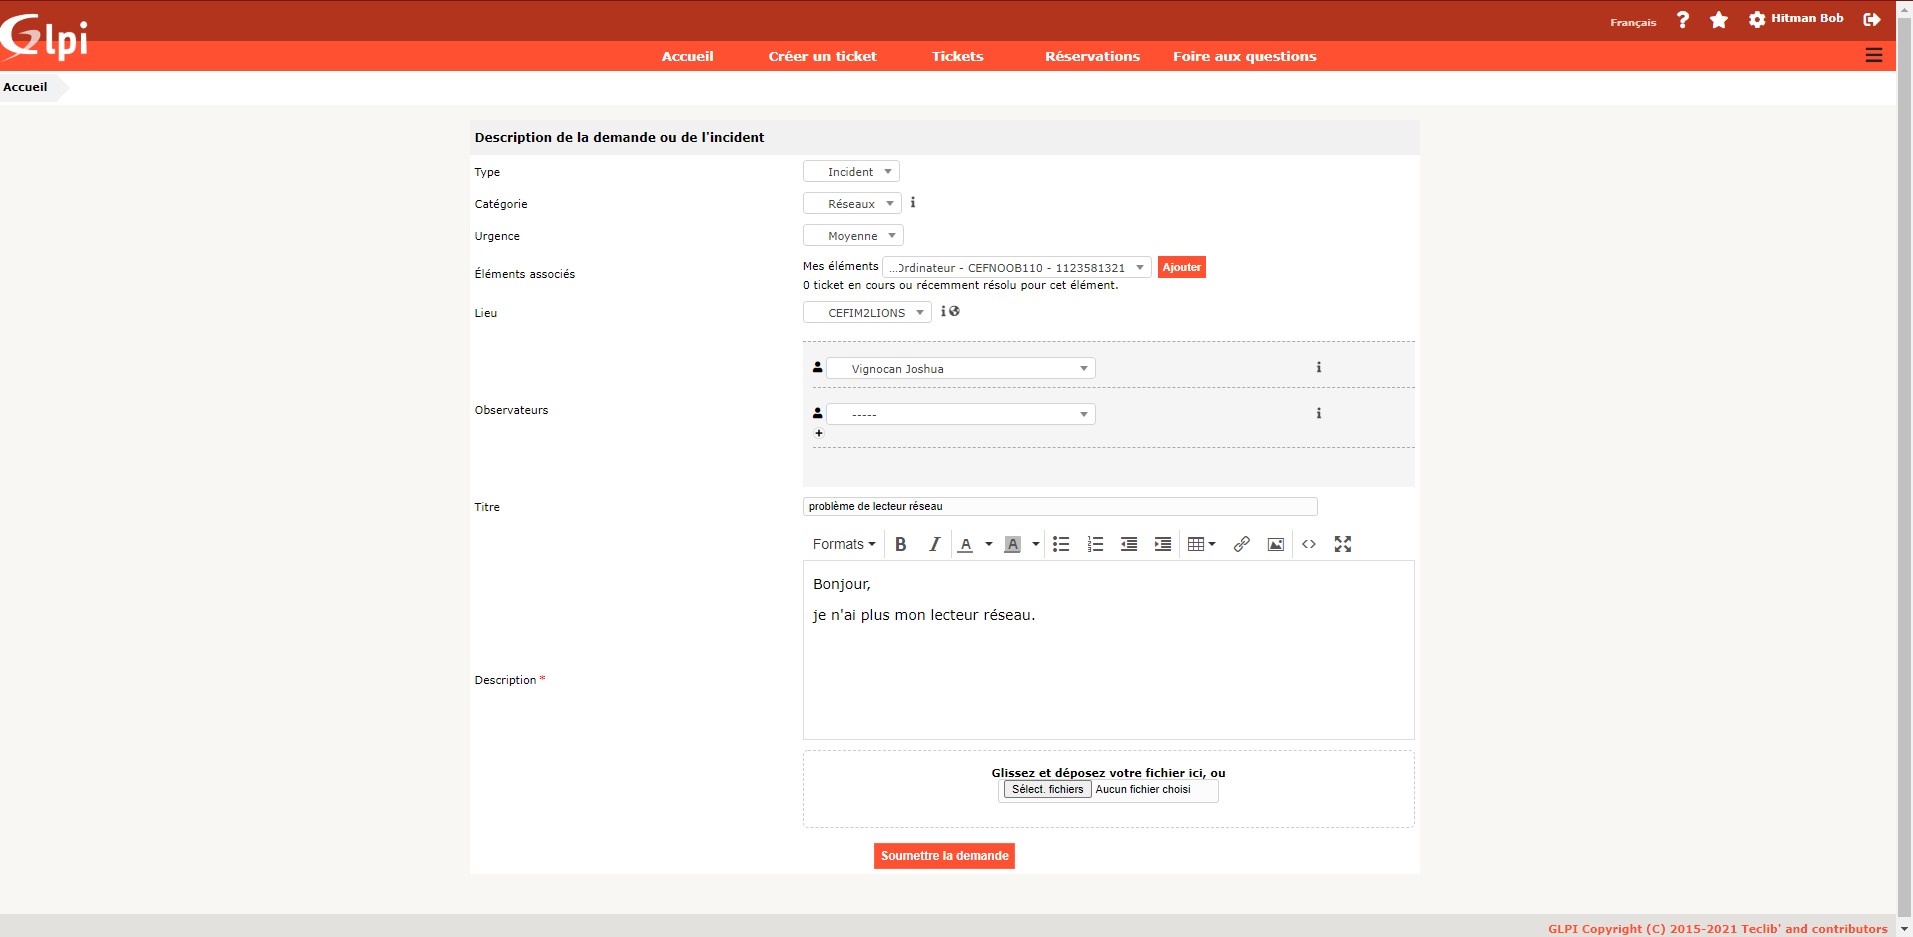 Glpi
Français ? Hitman Bob
Accueil Créer un ticket Tickets Réservations Foire aux questions
Accueil
Description de la demande ou de l'incident
Type Incident
Catégorie Réseaux
Urgence Moyenne
Éléments associés Mes éléments ...Ordinateur - CEFNOOB110 - 1123581321 Ajouter
0 ticket en cours ou récemment résolu pour cet élément.
Lieu CEFIM2LIONS
Vignocan Joshua
Observateurs -----
Titre problème de lecteur réseau
Formats B I A A
Bonjour,
je n'ai plus mon lecteur réseau.
Description *
Glissez et déposez votre fichier ici, ou
Sélect. fichiers Aucun fichier choisi
Soumettre la demande
GLPI Copyright (C) 2015-2021 Teclib' and contributors